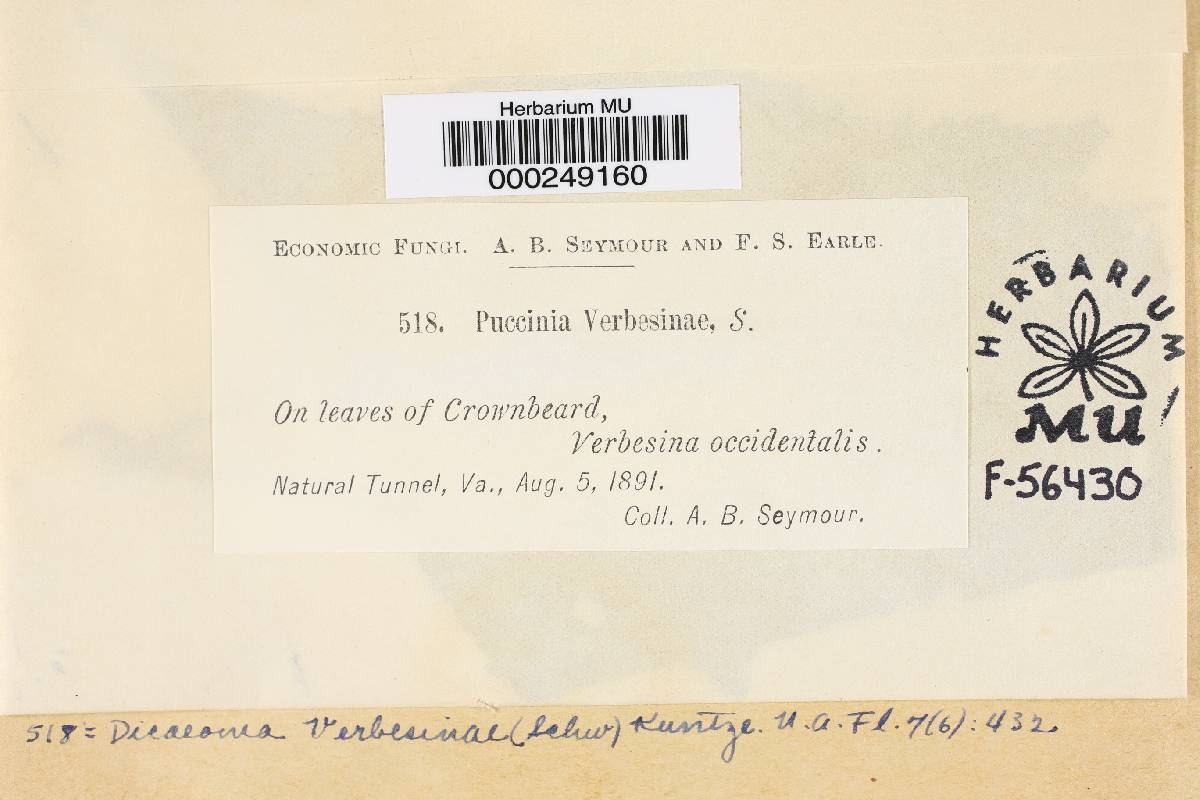 Herbarium MU
000249160
ECONOMIC FUNGI. A. B. SEYMOUR AND F. S. EARLE.
518. Puccinia Verbesinae, S.
On leaves of Crownbeard,
Verbesina occidentalis.
Natural Tunnel, Va., Aug. 5, 1891.
Coll. A. B. Seymour.
HERBARIUM
MU
F-56430
518 = Dicaeoma Verbesinae (Schw) Kuntze. N. A. Fl. 7(6): 432.